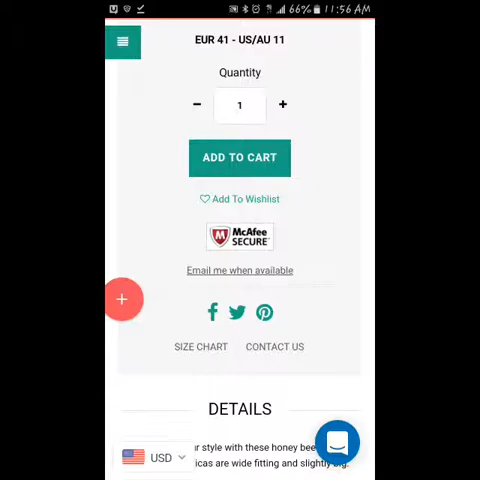 66% 11:56 AM
EUR 41 - US/AU 11
Quantity
- 1 +
ADD TO CART
Add To Wishlist
McAfee
SECURE
Email me when available
+
SIZE CHART CONTACT US
DETAILS
ur style with these honey bee
USD
icas are wide fitting and slightly big.